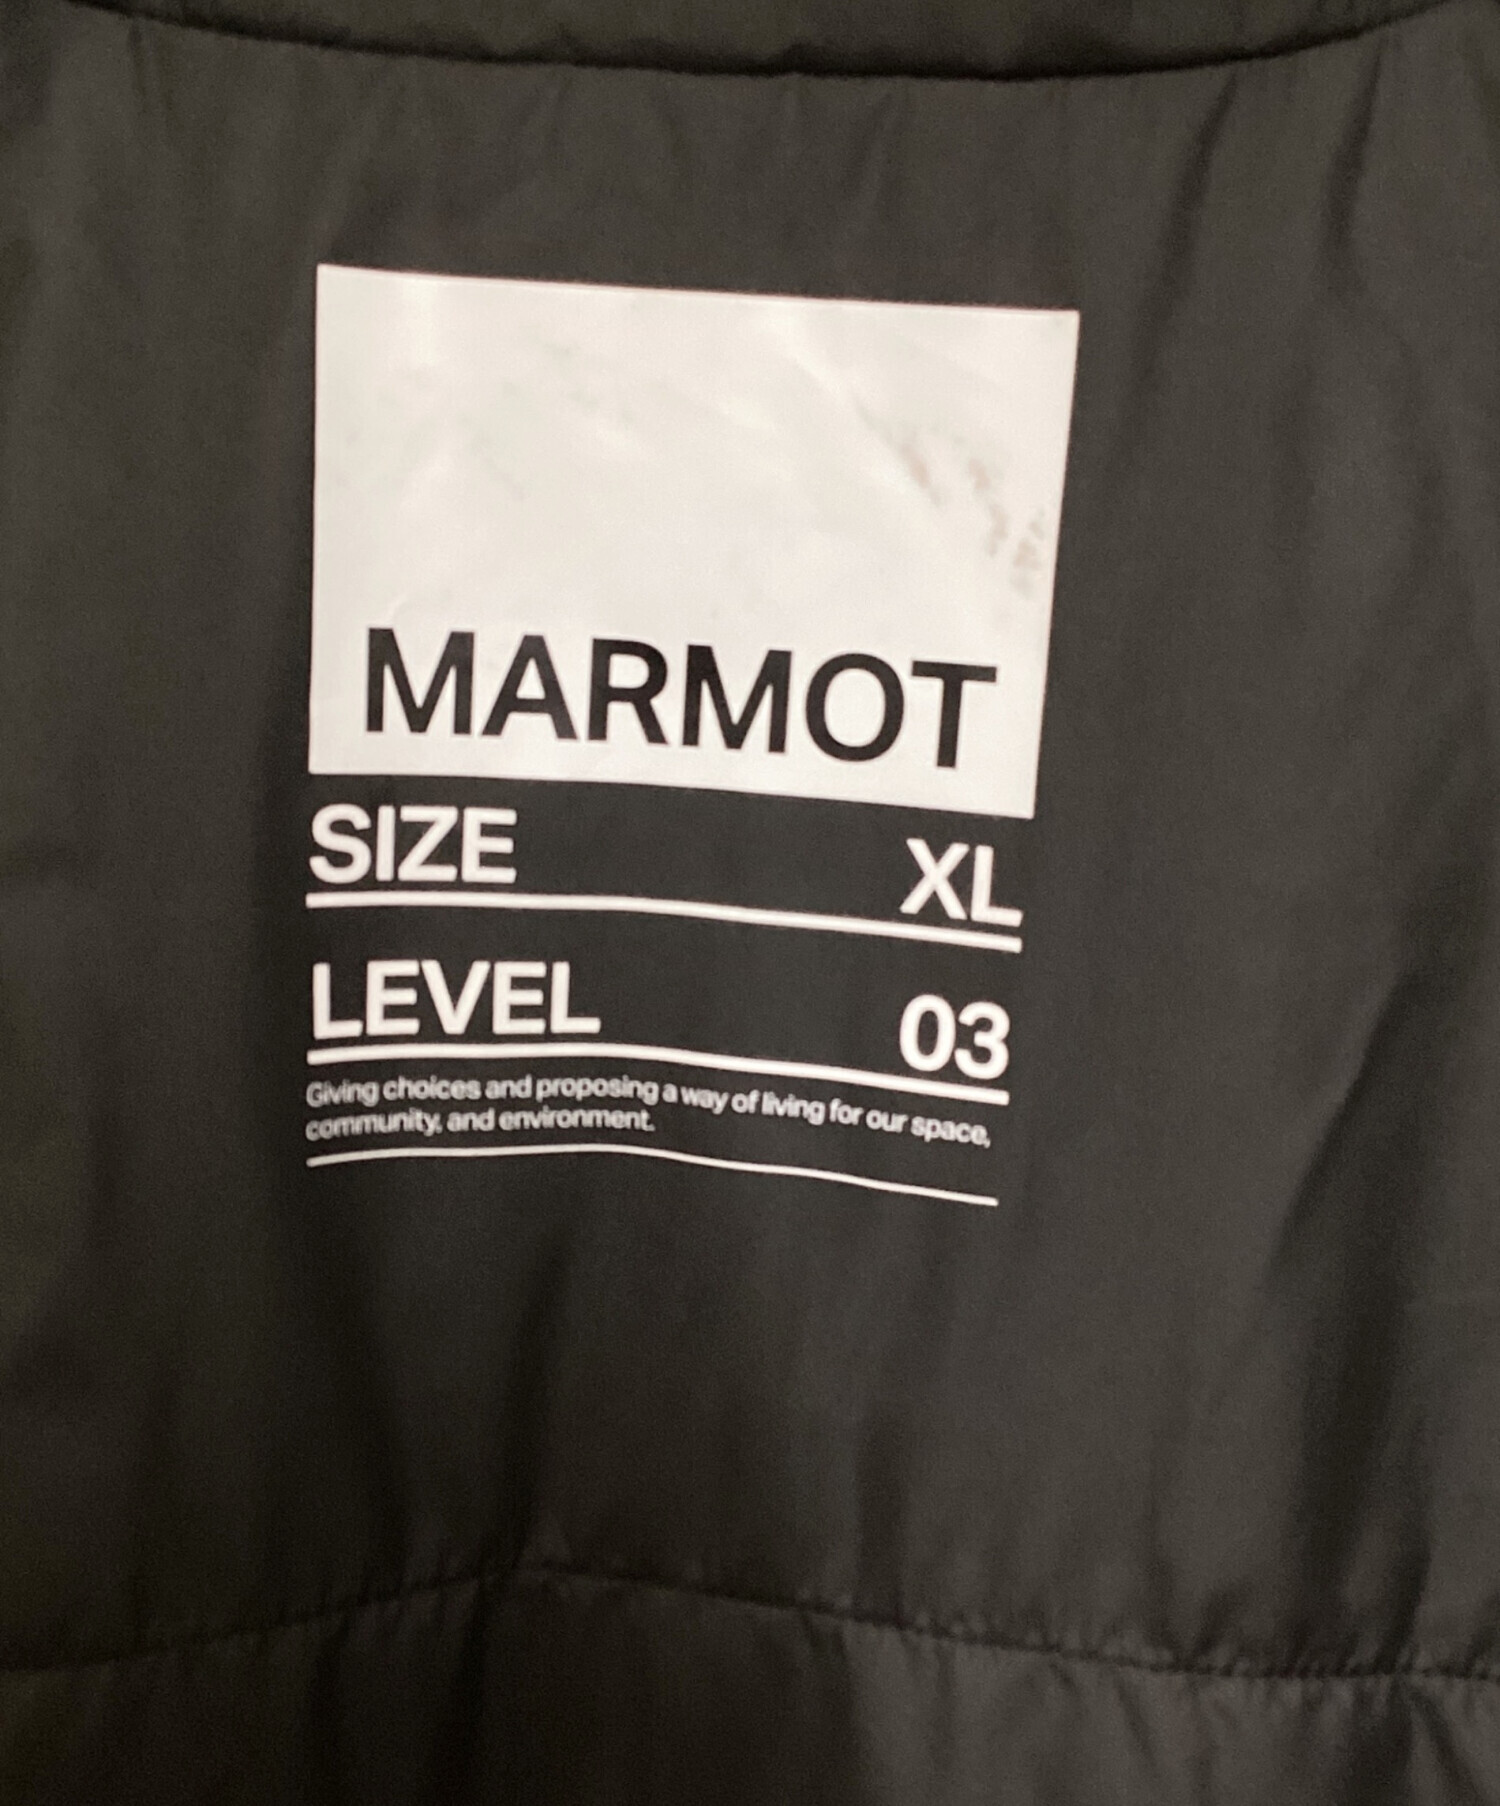 MARMOT
SIZE XL
LEVEL 03
Giving choices and proposing a way of living for our space,
community, and environment.